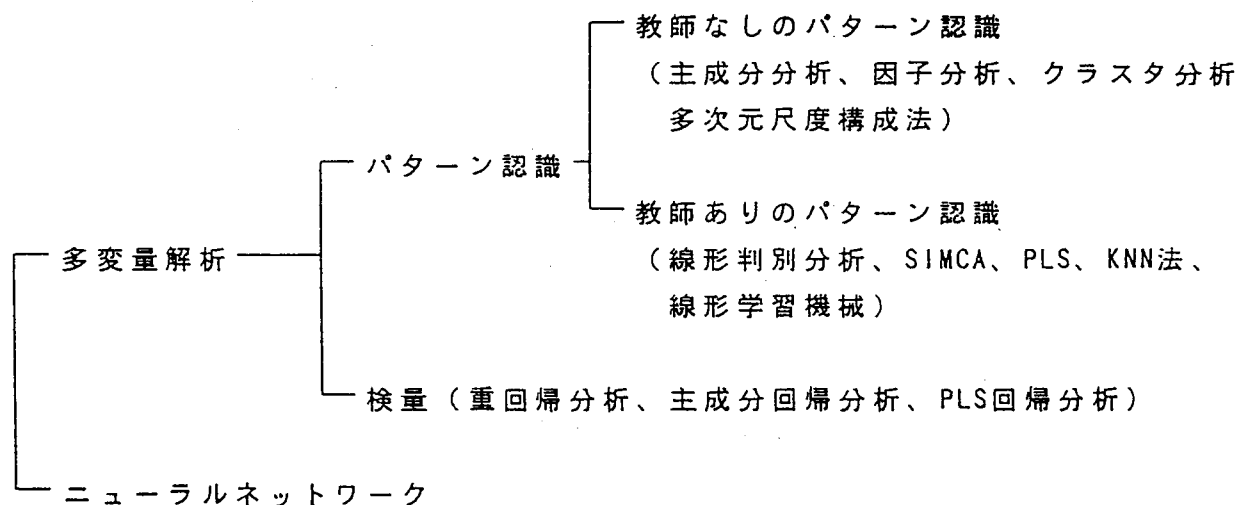 教師なしのパターン認識
（主成分分析、因子分析、クラスタ分析
多次元尺度構成法）
パターン認識
教師ありのパターン認識
多変量解析
（線形判別分析、SIMCA、PLS、KNN法、
線形学習機械）
検量（重回帰分析、主成分回帰分析、PLS回帰分析）
ニューラルネットワーク